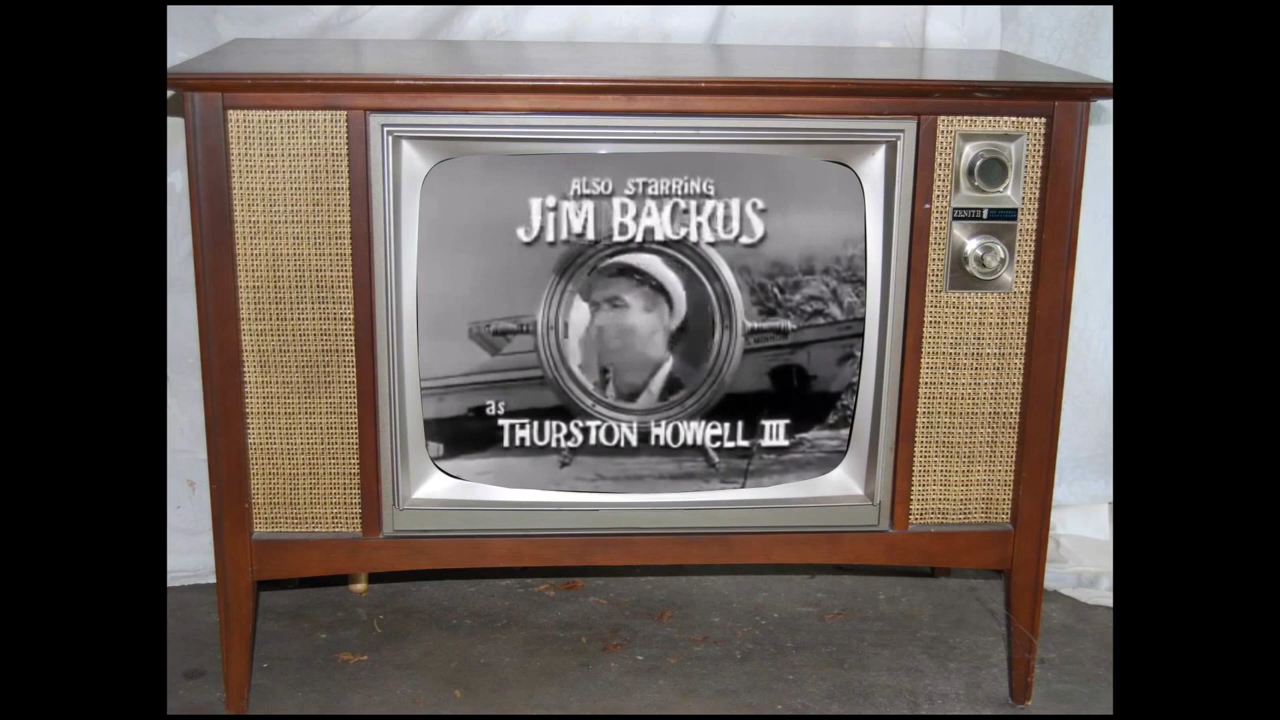 ALSO STARRING
JIM BACKUS
ZENITH
as
THURSTON HOWELL III